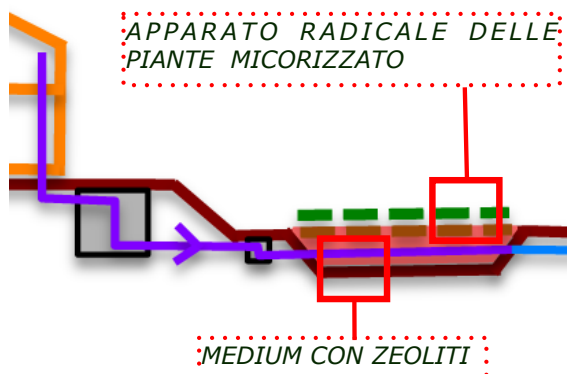 APPARATO RADICALE DELLE
PIANTE MICORIZZATO
MEDIUM CON ZEOLITI